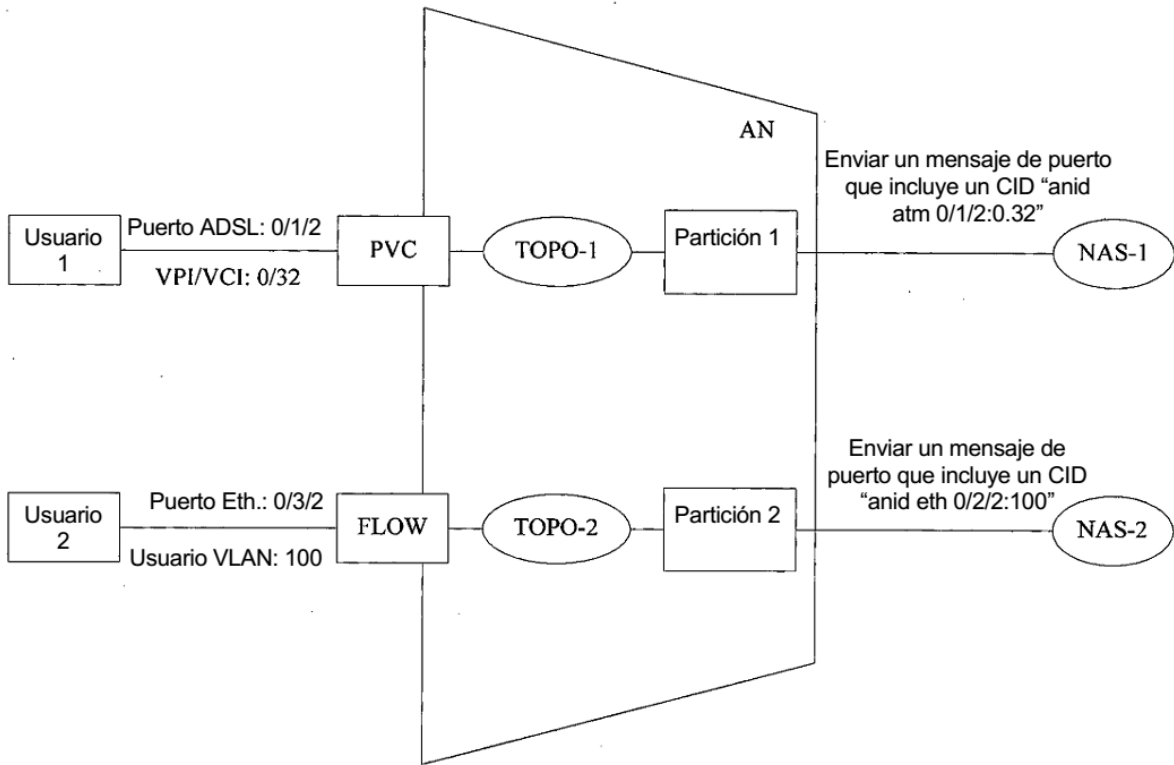 AN
Enviar un mensaje de puerto
que incluye un CID “anid
atm 0/1/2:0.32”
Usuario
1
Puerto ADSL: 0/1/2
VPI/VCI: 0/32
PVC
TOPO-1
Partición 1
NAS-1
Enviar un mensaje de
puerto que incluye un CID
“anid eth 0/2/2:100”
Usuario
2
Puerto Eth.: 0/3/2
Usuario VLAN: 100
FLOW
TOPO-2
Partición 2
NAS-2